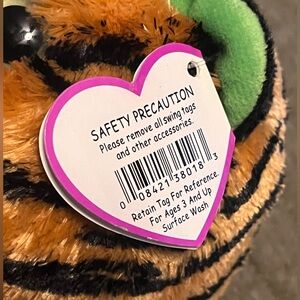 SAFETY PRECAUTION
Please remove all swing tags
and other accessories.
0 08421 38018 3
Retain Tag For Reference.
For Ages 3 And Up
Surface Wash